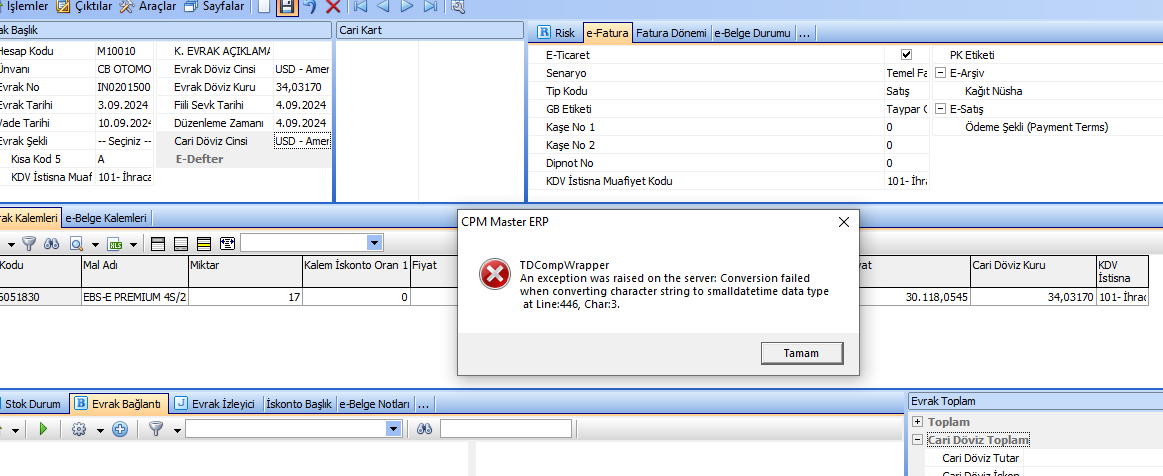 İşlemler Çıktılar Araçlar Sayfalar
ak Başlık
Cari Kart
Risk e-Fatura Fatura Dönemi e-Belge Durumu ...
Hesap Kodu M10010 K. EVRAK AÇIKLAMA
Ünvanı CB OTOMO Evrak Döviz Cinsi USD - Amer
Evrak No IN0201500 Evrak Döviz Kuru 34,03170
Evrak Tarihi 3.09.2024 Fiili Sevk Tarihi 4.09.2024
Vade Tarihi 10.09.2024 Düzenleme Zamanı 4.09.2024
Evrak Şekli -- Seçiniz -- Cari Döviz Cinsi USD - Amer
Kısa Kod 5 A E-Defter
KDV İstisna Muaf 101- İhraca
E-Ticaret PK Etiketi
Senaryo Temel Fa E-Arşiv
Tip Kodu Satış Kağıt Nüsha
GB Etiketi Taypar O E-Satış
Kaşe No 1 0 Ödeme Şekli (Payment Terms)
Kaşe No 2 0
Dipnot No 0
KDV İstisna Muafiyet Kodu 101- İhra
rak Kalemleri e-Belge Kalemleri
XLS
Kodu Mal Adı Miktar Kalem İskonto Oran 1 Fiyat yat Cari Döviz Kuru KDV İstisna
6051830 EBS-E PREMIUM 4S/2 17 0 30.118,0545 34,03170 101- İhrac
CPM Master ERP
TDCompWrapper
An exception was raised on the server: Conversion failed
when converting character string to smalldatetime data type
at Line:446, Char:3.
Tamam
Stok Durum Evrak Bağlantı Evrak İzleyici İskonto Başlık e-Belge Notları ...
Evrak Toplam
Toplam
Cari Döviz Toplam
Cari Döviz Tutar
Cari Döviz İskon